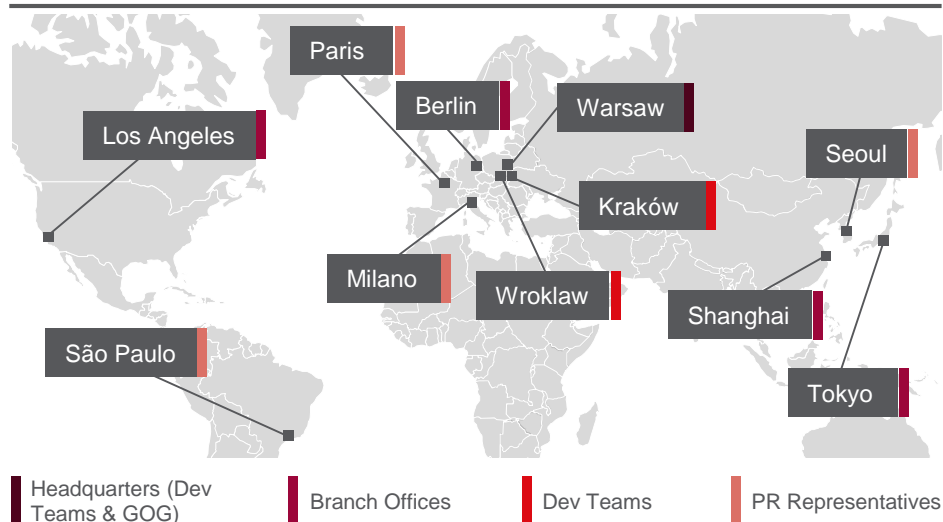 Paris
Berlin
Warsaw
Los Angeles
Seoul
Kraków
Milano
Wroklaw
Shanghai
São Paulo
Tokyo
Headquarters (Dev
Teams & GOG)
Branch Offices
Dev Teams
PR Representatives